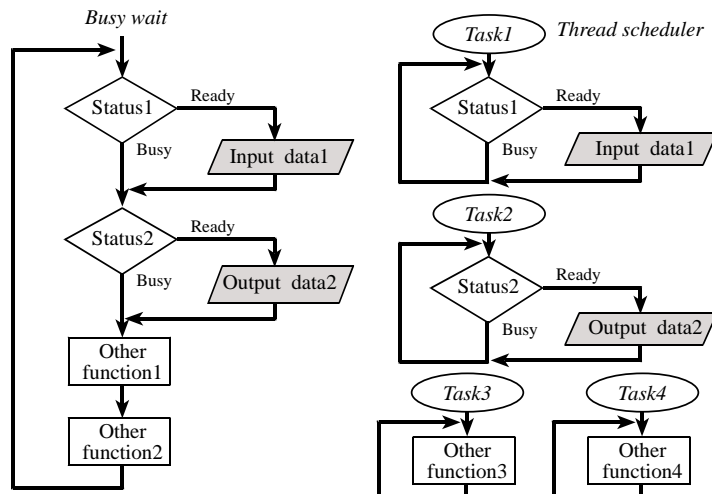 Busy wait
Status1
Ready
Busy
Input data1
Status2
Ready
Busy
Output data2
Other
function1
Other
function2
Thread scheduler
Task1
Status1
Ready
Busy
Input data1
Task2
Status2
Ready
Busy
Output data2
Task3
Other
function3
Task4
Other
function4